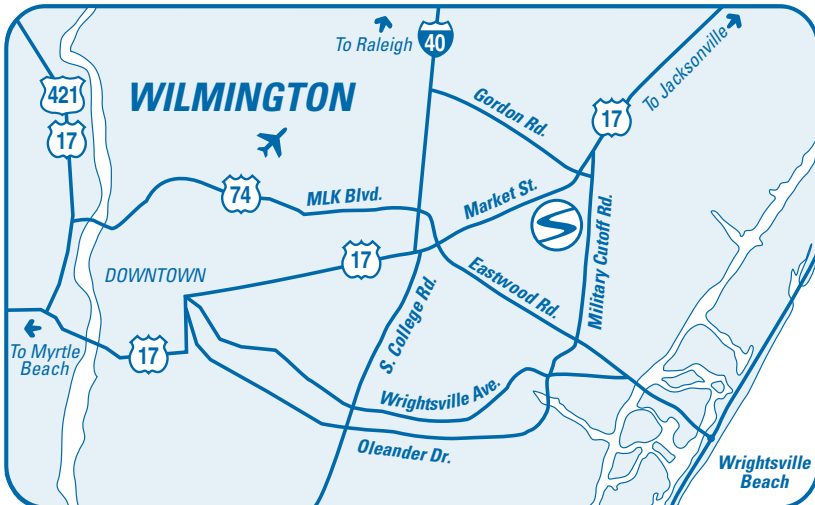 To Raleigh
40
To Jacksonville
421
17
WILMINGTON
Gordon Rd.
17
74
MLK Blvd.
Market St.
Military Cutoff Rd.
17
DOWNTOWN
Eastwood Rd.
S. College Rd.
To Myrtle
Beach
17
Wrightsville Ave.
Oleander Dr.
Wrightsville
Beach